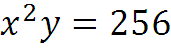 x²y = 256